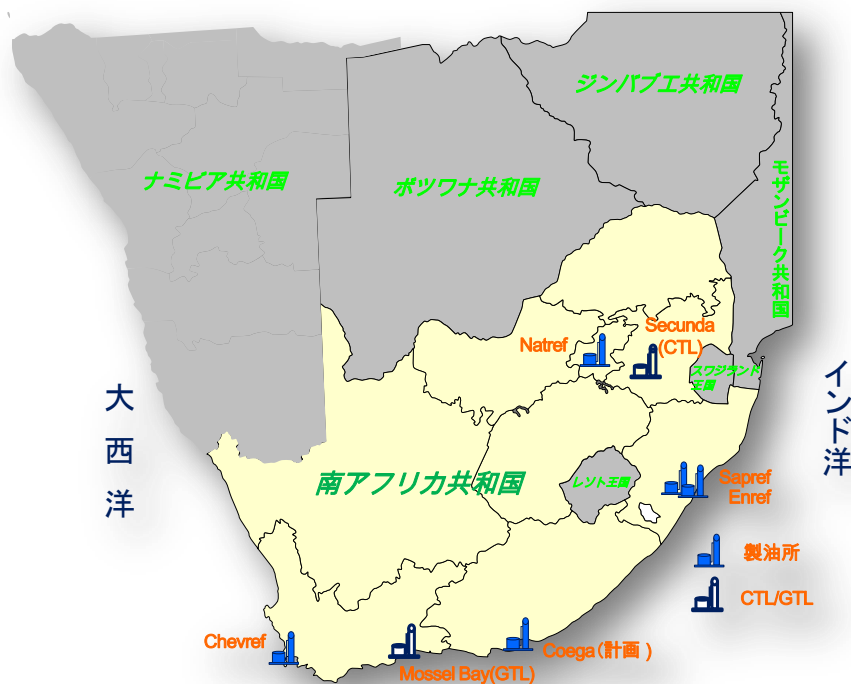 ジンバブエ共和国
ナミビア共和国
ボツワナ共和国
モザンビーク共和国
Natref
Secunda
(CTL)
スワジランド
王国
大西洋
インド洋
南アフリカ共和国
レソト王国
Sapref
Enref
製油所
CTL/GTL
Chevref
Mossel Bay(GTL)
Coega(計画)